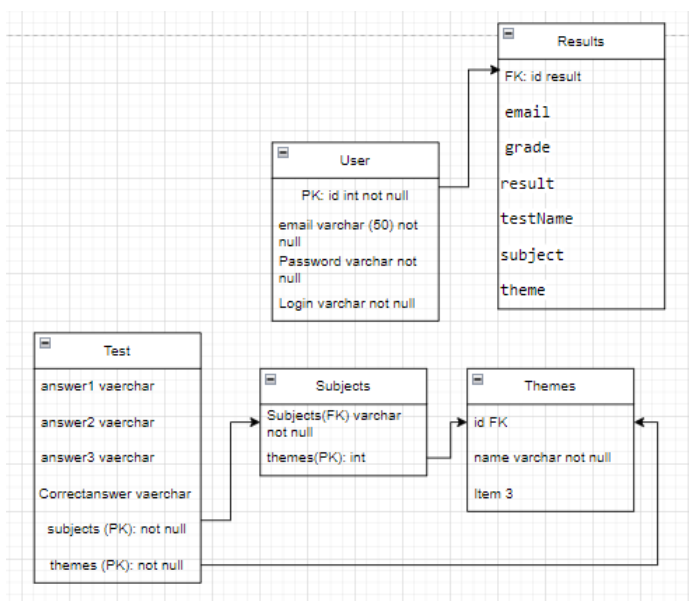 Results
FK: id result
email
grade
result
testName
subject
theme
User
PK: id int not null
email varchar (50) not
null
Password varchar not
null
Login varchar not null
Test
answer1 vaerchar
answer2 vaerchar
answer3 vaerchar
Correctanswer vaerchar
subjects (PK): not null
themes (PK): not null
Subjects
Subjects(FK) varchar
not null
themes(PK): int
Themes
id FK
name varchar not null
Item 3